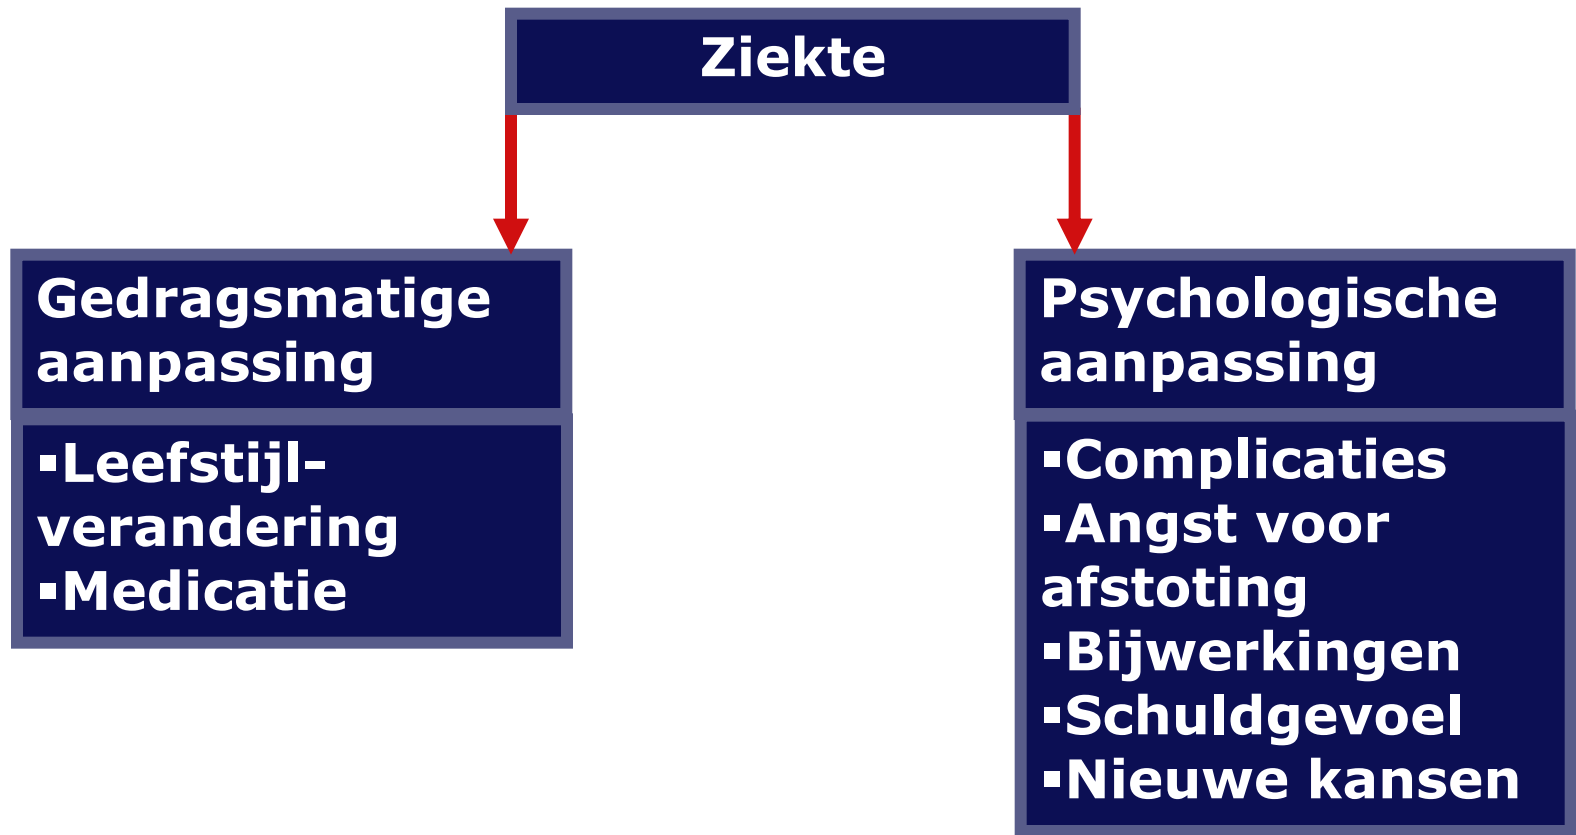 Ziekte
Gedragsmatige
aanpassing
▪Leefstijl-
verandering
▪Medicatie
Psychologische
aanpassing
▪Complicaties
▪Angst voor
afstoting
▪Bijwerkingen
▪Schuldgevoel
▪Nieuwe kansen